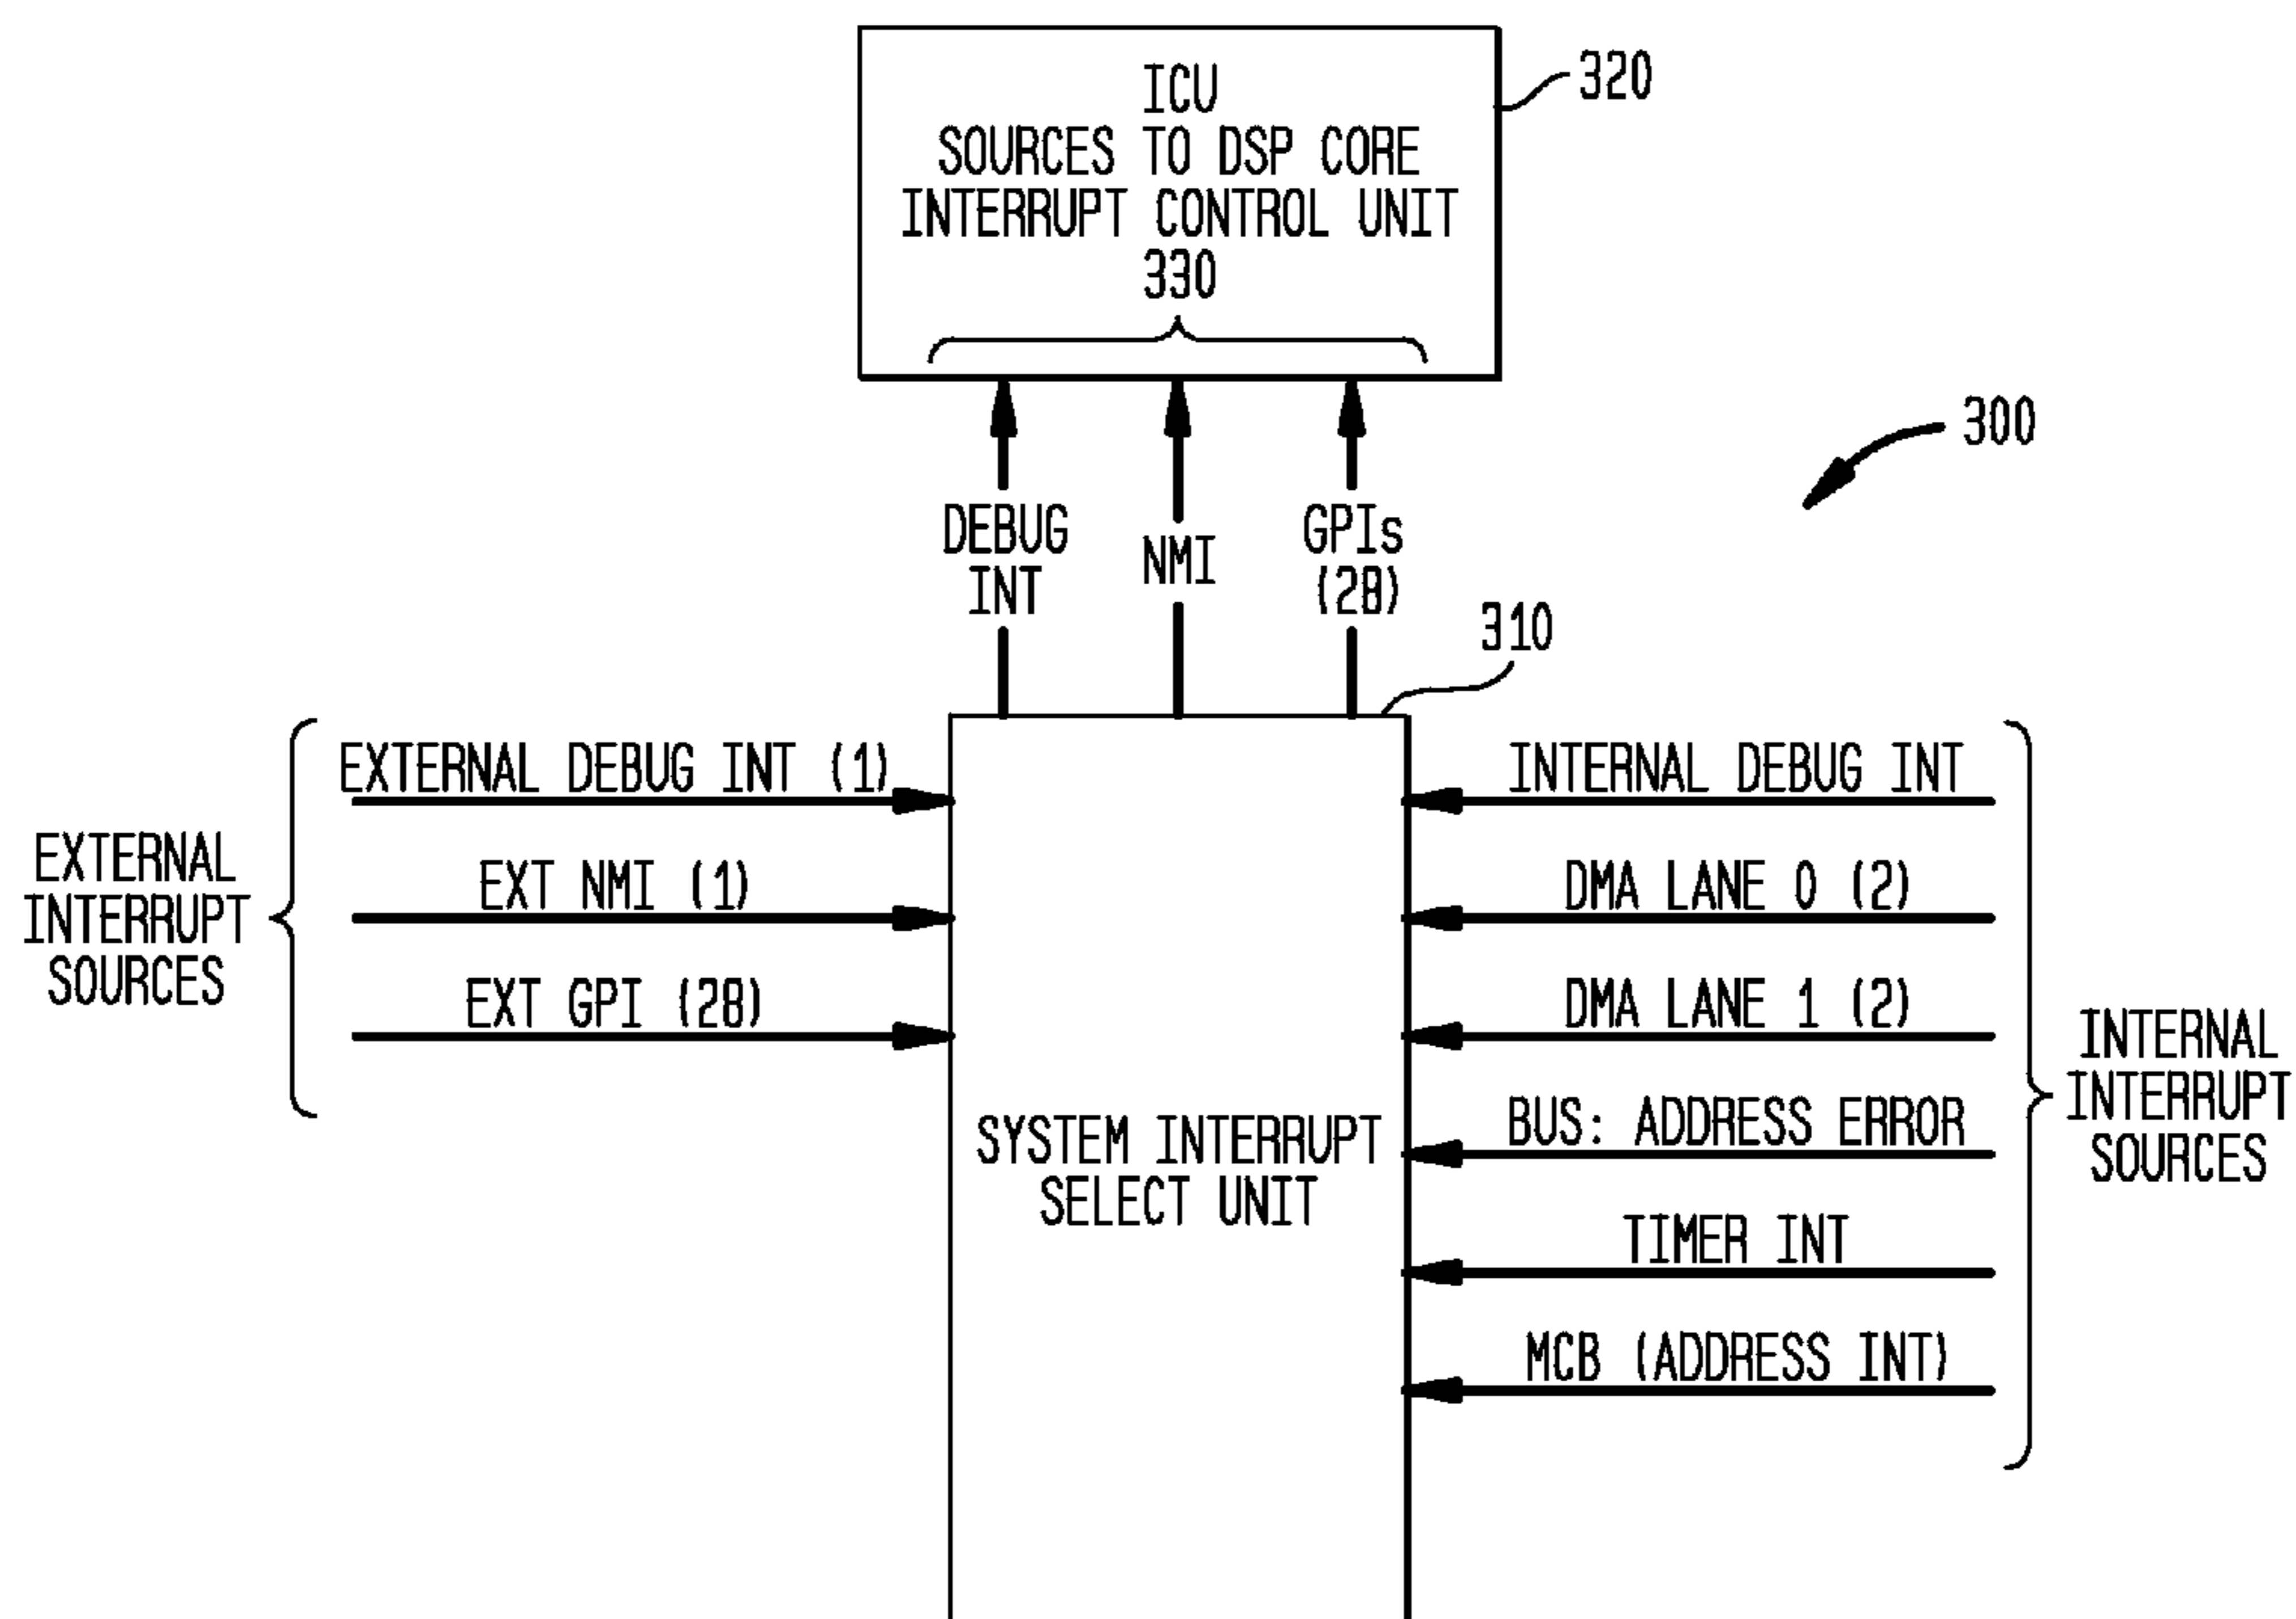 ICU
SOURCES TO DSP CORE
INTERRUPT CONTROL UNIT
330
320
300
DEBUG
INT
NMI
GPIs
(28)
310
EXTERNAL
INTERRUPT
SOURCES
EXTERNAL DEBUG INT (1)
EXT NMI (1)
EXT GPI (28)
SYSTEM INTERRUPT
SELECT UNIT
INTERNAL DEBUG INT
DMA LANE 0 (2)
DMA LANE 1 (2)
BUS: ADDRESS ERROR
TIMER INT
MCB (ADDRESS INT)
INTERNAL
INTERRUPT
SOURCES